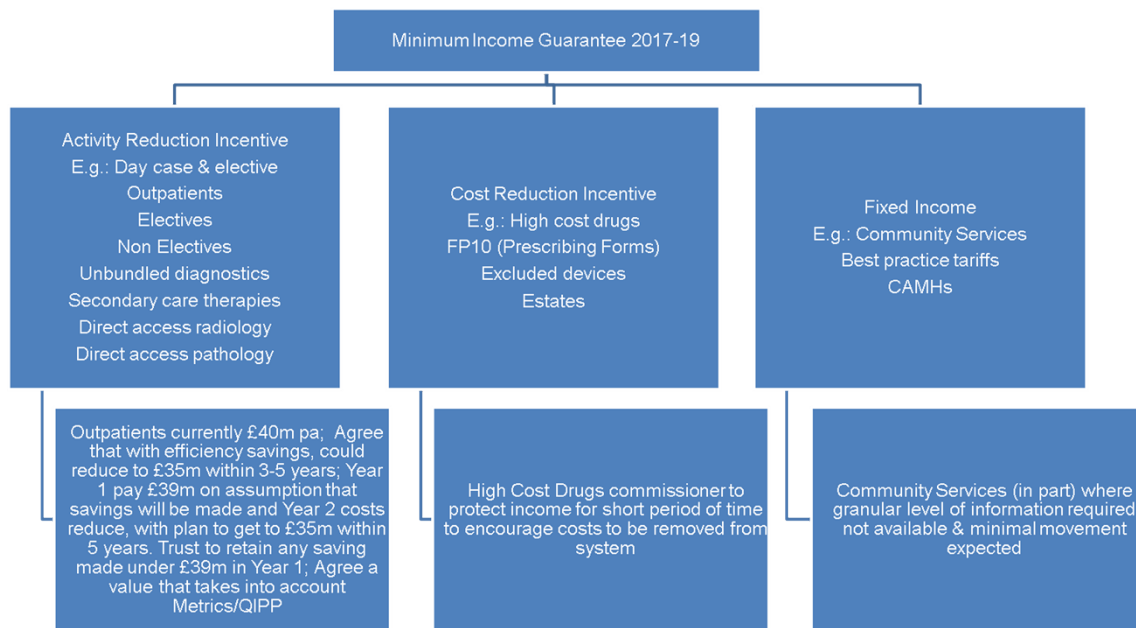 Minimum Income Guarantee 2017-19
Activity Reduction Incentive
E.g.: Day case & elective
Outpatients
Electives
Non Electives
Unbundled diagnostics
Secondary care therapies
Direct access radiology
Direct access pathology
Cost Reduction Incentive
E.g.: High cost drugs
FP10 (Prescribing Forms)
Excluded devices
Estates
Fixed Income
E.g.: Community Services
Best practice tariffs
CAMHs
Outpatients currently £40m pa; Agree
that with efficiency savings, could
reduce to £35m within 3-5 years; Year
1 pay £39m on assumption that
savings will be made and Year 2 costs
reduce, with plan to get to £35m within
5 years. Trust to retain any saving
made under £39m in Year 1; Agree a
value that takes into account
Metrics/QIPP
High Cost Drugs commissioner to
protect income for short period of time
to encourage costs to be removed from
system
Community Services (in part) where
granular level of information required
not available & minimal movement
expected